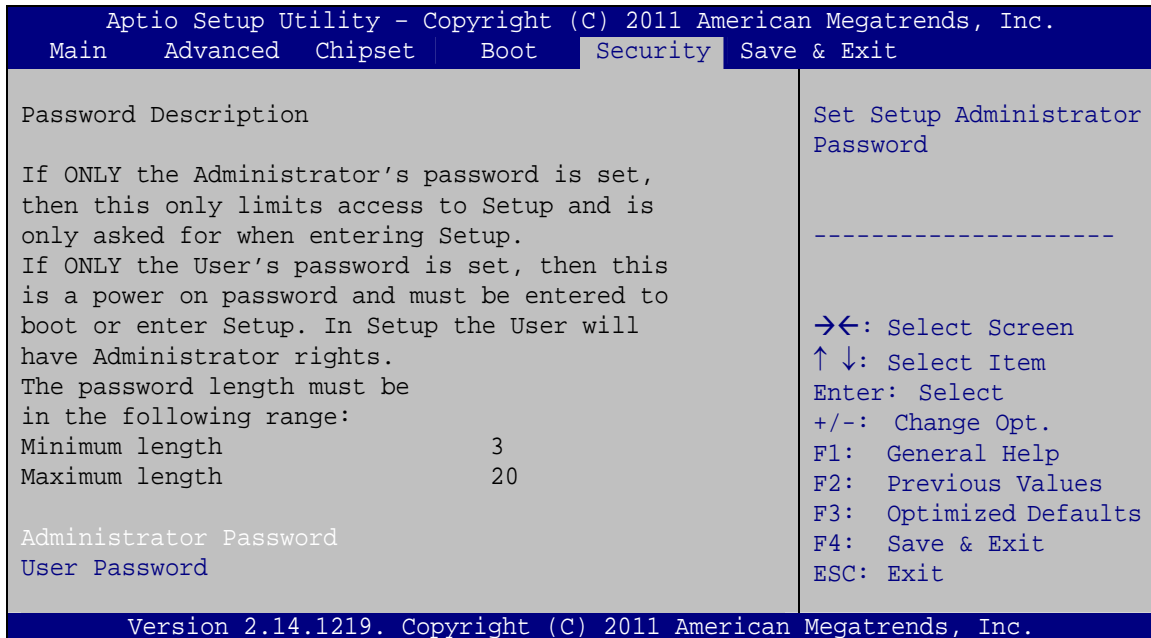 Aptio Setup Utility – Copyright (C) 2011 American Megatrends, Inc.
Main Advanced Chipset Boot Security Save & Exit
Password Description
If ONLY the Administrator’s password is set,
then this only limits access to Setup and is
only asked for when entering Setup.
If ONLY the User’s password is set, then this
is a power on password and must be entered to
boot or enter Setup. In Setup the User will
have Administrator rights.
The password length must be
in the following range:
Minimum length 3
Maximum length 20
Administrator Password
User Password
Set Setup Administrator
Password
---------------------
→←: Select Screen
↑ ↓: Select Item
Enter: Select
+/-: Change Opt.
F1: General Help
F2: Previous Values
F3: Optimized Defaults
F4: Save & Exit
ESC: Exit
Version 2.14.1219. Copyright (C) 2011 American Megatrends, Inc.